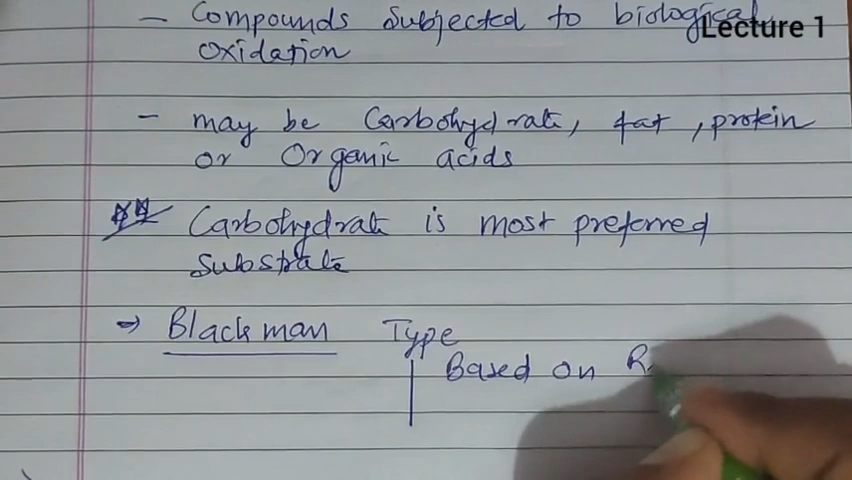 - Compounds subjected to biological
Lecture 1
oxidation
- may be Carbohydrate, fat, protein
or Organic acids
Carbohydrate is most preferred
substrate
⇒ Blackman Type
Based on R